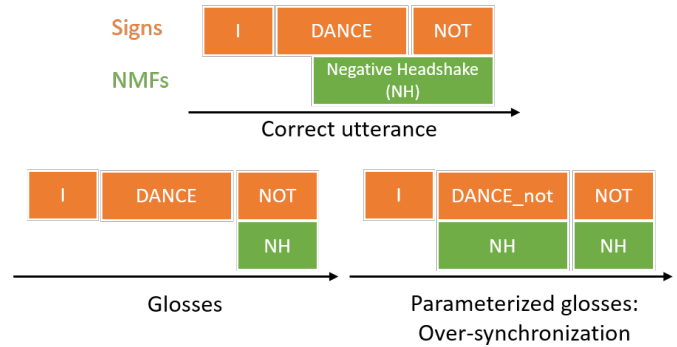 Signs I DANCE NOT
NMFs Negative Headshake
(NH)
Correct utterance
I DANCE NOT
NH
Glosses
I DANCE_not NOT
NH NH
Parameterized glosses:
Over-synchronization